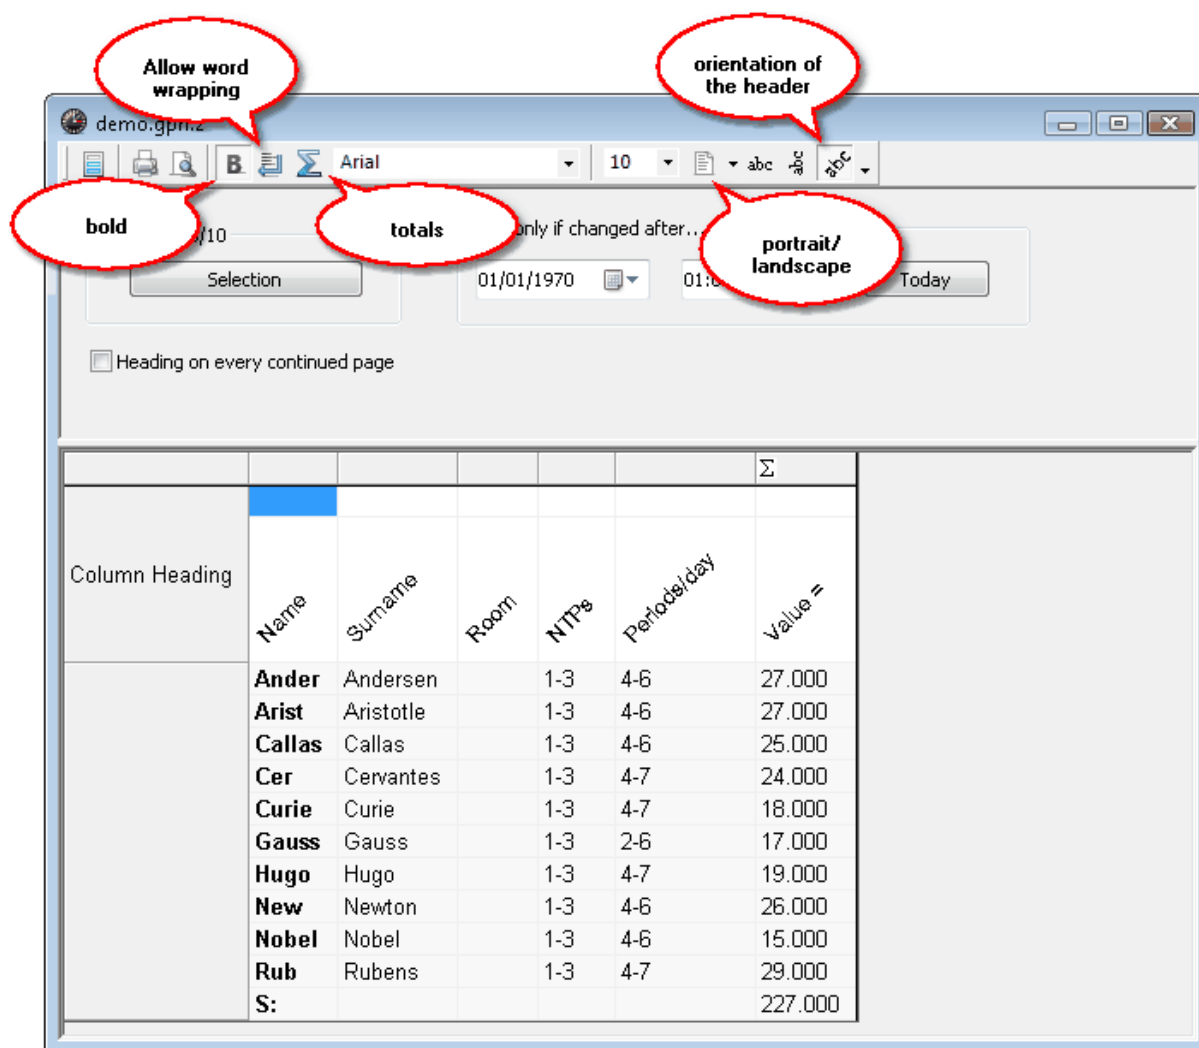 Allow word
wrapping
orientation of
the header
demo.gpn.2
B
Arial
10
abc
abc
abc
bold
totals
portrait/
landscape
/10
only if changed after...
Selection
01/01/1970
01:
Today
Heading on every continued page
Σ
Column Heading
Name
Surname
Room
NTPs
Periods/day
Value =
Ander Andersen 1-3 4-6 27.000
Arist Aristotle 1-3 4-6 27.000
Callas Callas 1-3 4-6 25.000
Cer Cervantes 1-3 4-7 24.000
Curie Curie 1-3 4-7 18.000
Gauss Gauss 1-3 2-6 17.000
Hugo Hugo 1-3 4-7 19.000
New Newton 1-3 4-6 26.000
Nobel Nobel 1-3 4-6 15.000
Rub Rubens 1-3 4-7 29.000
S: 227.000